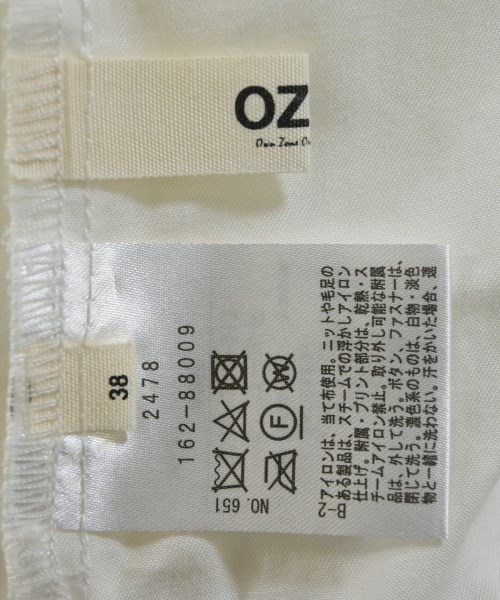 OZ
Own Zone O
38
2478
162-88009
F
W
NO. 651
B-2
アイロンは、当て布使用。ニットや毛足の
ある製品は、スチームでの浮かしアイロン
仕上げ。附属・プリント部分は、乾熱・ス
チームアイロン禁止。取り外し可能な附属
品は、外して洗う。ボタン、ファスナーは、
閉じて洗う。濃色系のものは、白物・淡色
物と一緒に洗わない。汗をかいた場合、